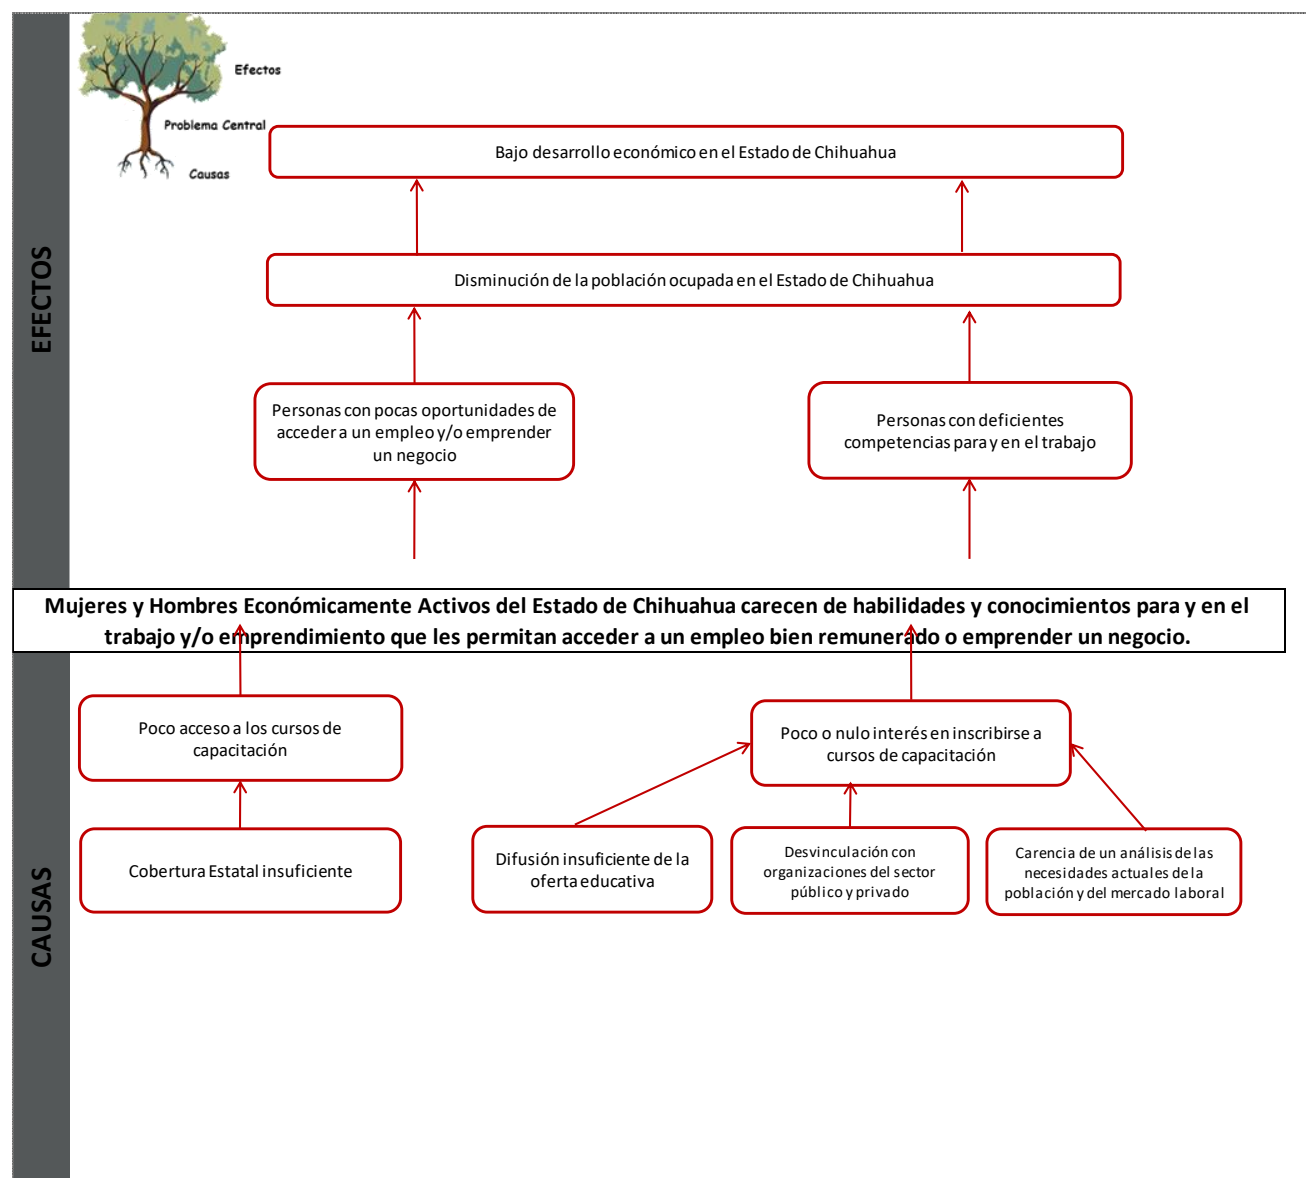 Efectos
Problema Central
Causas
EFECTOS
Bajo desarrollo económico en el Estado de Chihuahua
Disminución de la población ocupada en el Estado de Chihuahua
Personas con pocas oportunidades de
acceder a un empleo y/o emprender
un negocio
Personas con deficientes
competencias para y en el trabajo
Mujeres y Hombres Económicamente Activos del Estado de Chihuahua carecen de habilidades y conocimientos para y en el
trabajo y/o emprendimiento que les permitan acceder a un empleo bien remunerado o emprender un negocio.
CAUSAS
Poco acceso a los cursos de
capacitación
Poco o nulo interés en inscribirse a
cursos de capacitación
Cobertura Estatal insuficiente
Difusión insuficiente de la
oferta educativa
Desvinculación con
organizaciones del sector
público y privado
Carencia de un análisis de las
necesidades actuales de la
población y del mercado laboral